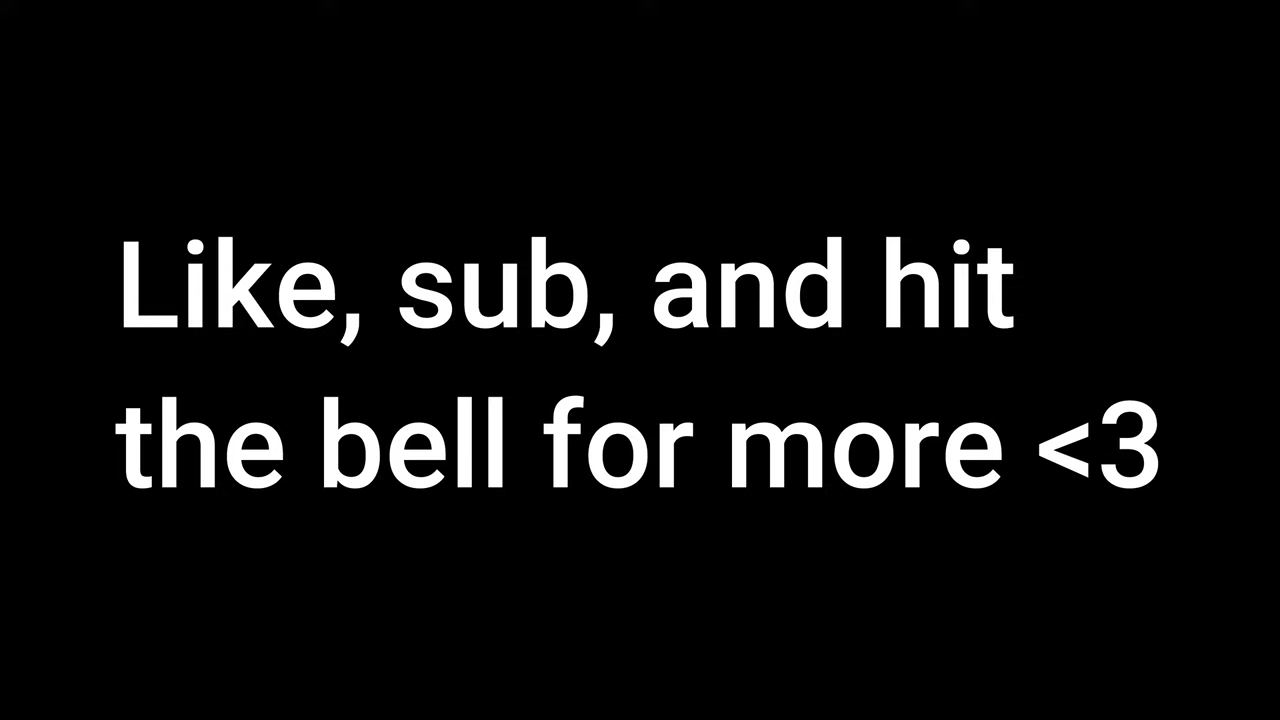 Like, sub, and hit
the bell for more <3